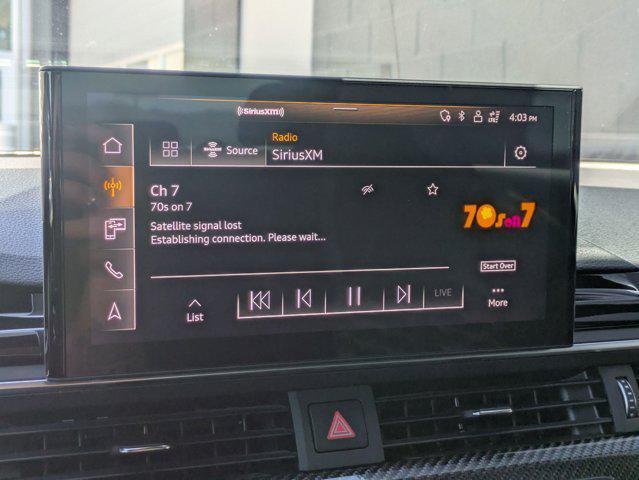 ((SiriusXM))
LTE
4:03 PM
Radio
Source
SiriusXM
Ch 7
70s on 7
70s on 7
Satellite signal lost
Establishing connection. Please wait...
Start Over
LIVE
List
More